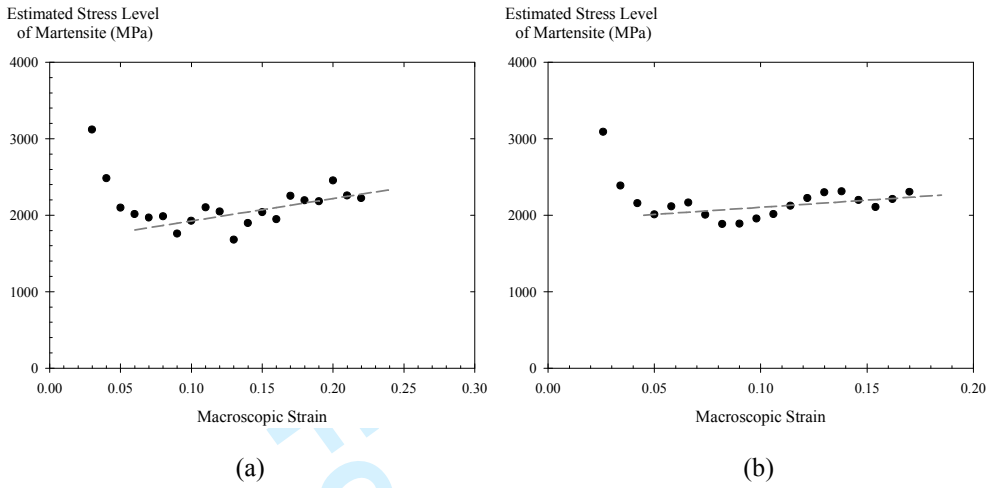 Estimated Stress Level
of Martensite (MPa)
4000
3000
2000
1000
0
0.00 0.05 0.10 0.15 0.20 0.25 0.30
Macroscopic Strain
(a)
Estimated Stress Level
of Martensite (MPa)
4000
3000
2000
1000
0
0.00 0.05 0.10 0.15 0.20
Macroscopic Strain
(b)